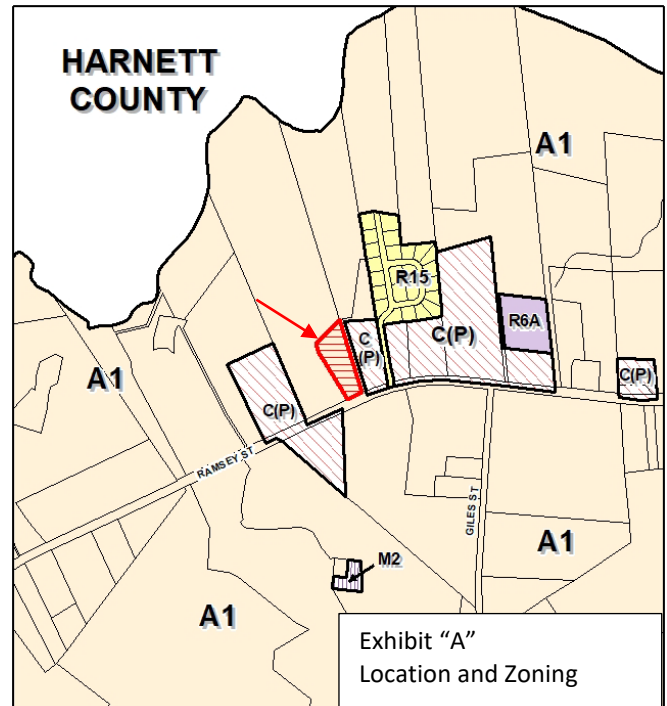 HARNETT
COUNTY
A1
R15
R6A
C
(P)
C(P)
C(P)
A1
C(P)
RAMSEY ST
GILES ST
A1
M2
A1
Exhibit “A”
Location and Zoning